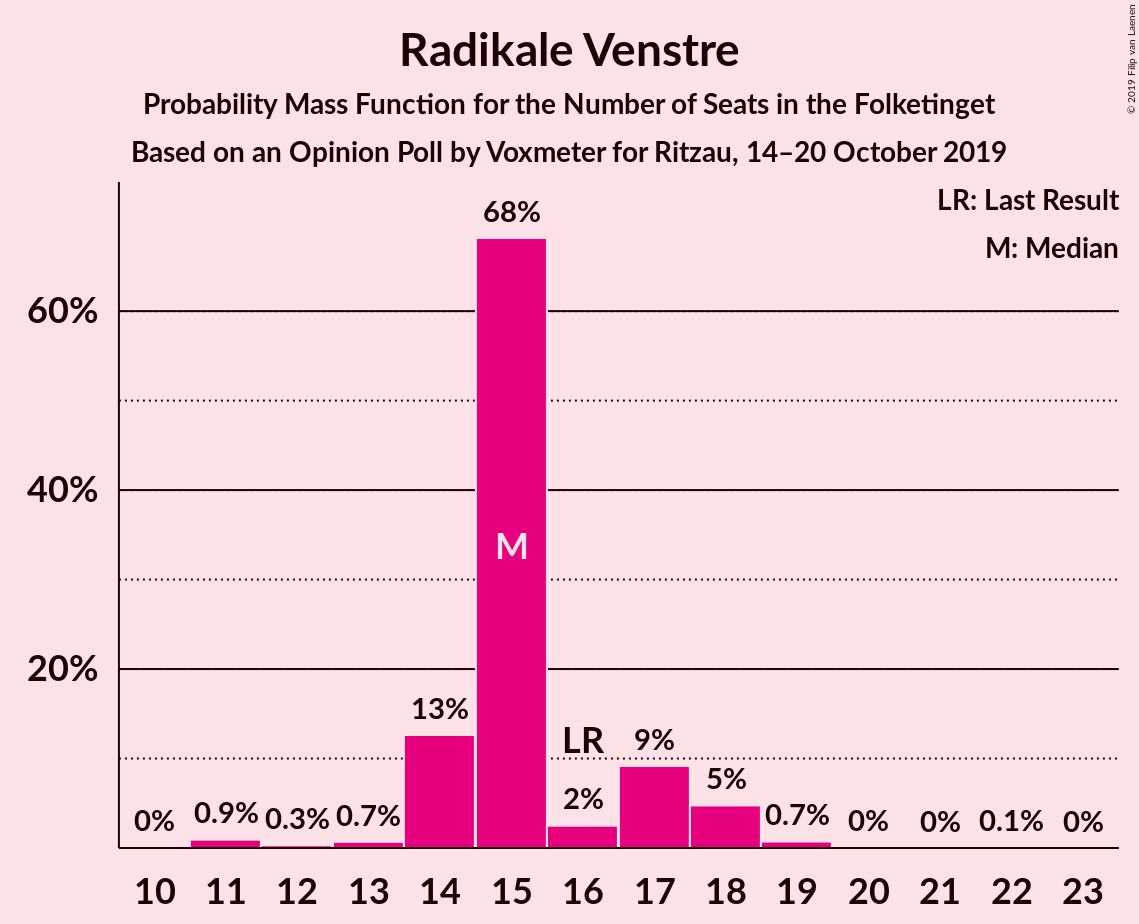 Radikale Venstre
Probability Mass Function for the Number of Seats in the Folketinget
Based on an Opinion Poll by Voxmeter for Ritzau, 14–20 October 2019
© 2019 Filip van Laenen
LR: Last Result
M: Median
68%
60%
40%
M
20%
13%
LR
9%
5%
2%
0%
0.9%
0.3%
0.7%
0.7%
0%
0%
0.1%
0%
10 11 12 13 14 15 16 17 18 19 20 21 22 23